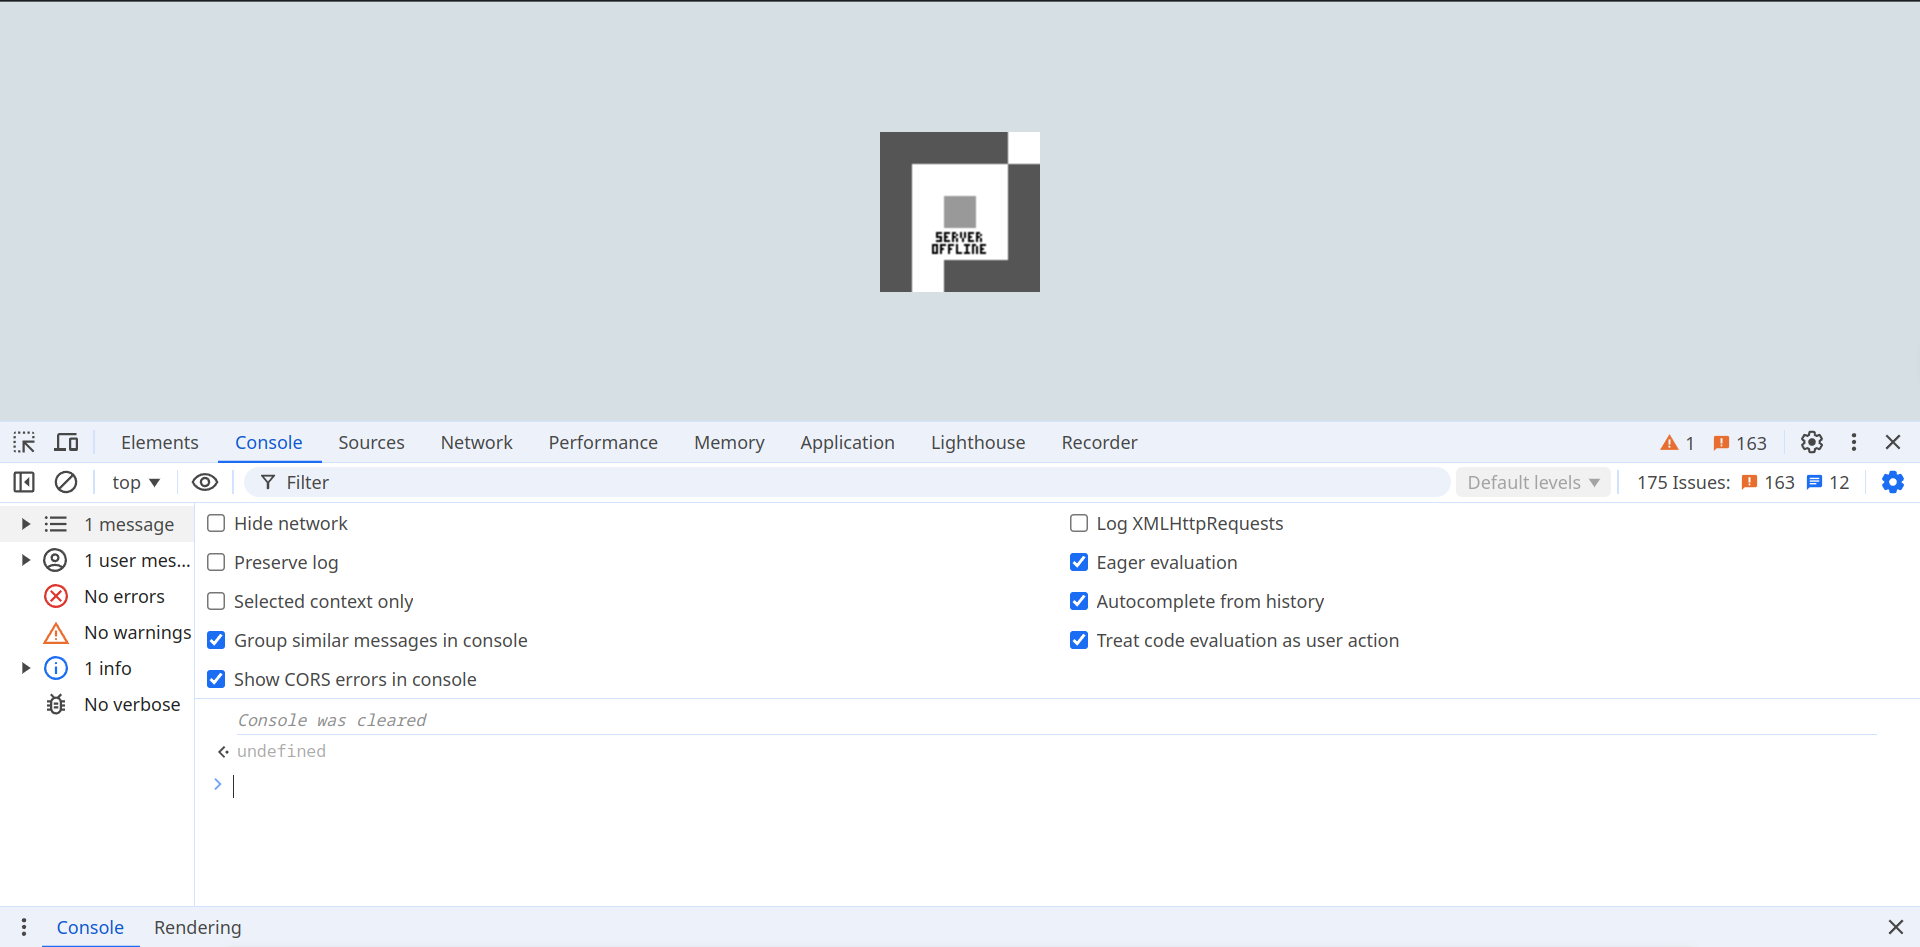 SERVER
OFFLINE
Elements Console Sources Network Performance Memory Application Lighthouse Recorder 1 163
top Filter Default levels 175 Issues: 163 12
1 message
1 user mes...
No errors
No warnings
1 info
No verbose
Hide network
Log XMLHttpRequests
Preserve log
Eager evaluation
Selected context only
Autocomplete from history
Group similar messages in console
Treat code evaluation as user action
Show CORS errors in console
Console was cleared
undefined
Console Rendering